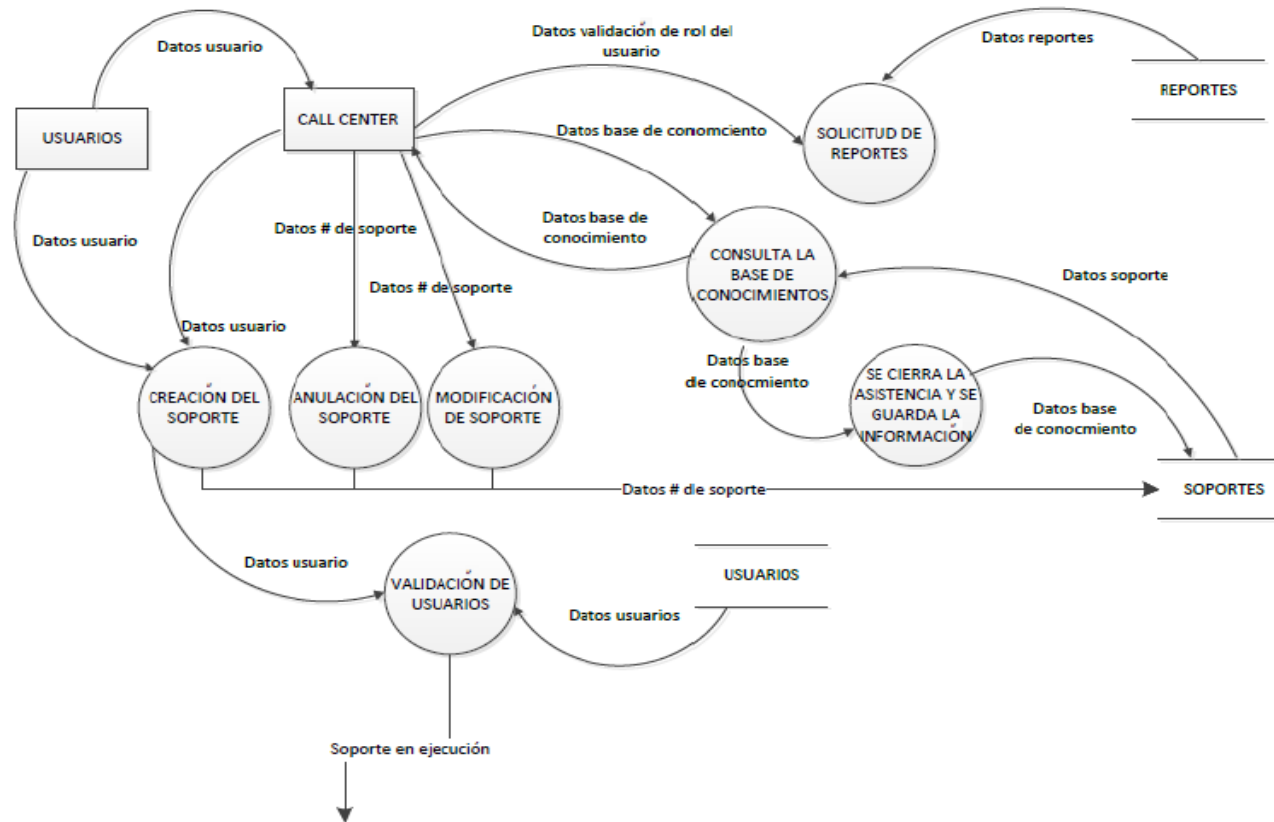 Datos usuario
Datos validación de rol del
usuario
Datos reportes
REPORTES
CALL CENTER
USUARIOS
SOLICITUD DE
REPORTES
Datos base de conomciento
Datos # de soporte
Datos base de
conocimiento
Datos usuario
CONSULTA LA
BASE DE
CONOCIMIENTOS
Datos soporte
Datos # de soporte
Datos usuario
Datos base
de conocmiento
CREACIÓN DEL
SOPORTE
ANULACIÓN DEL
SOPORTE
MODIFICACIÓN
DE SOPORTE
SE CIERRA LA
ASISTENCIA Y SE
GUARDA LA
INFORMACIÓN
Datos base
de conocmiento
Datos # de soporte
SOPORTES
Datos usuario
VALIDACIÓN DE
USUARIOS
USUARIOS
Datos usuarios
Soporte en ejecución